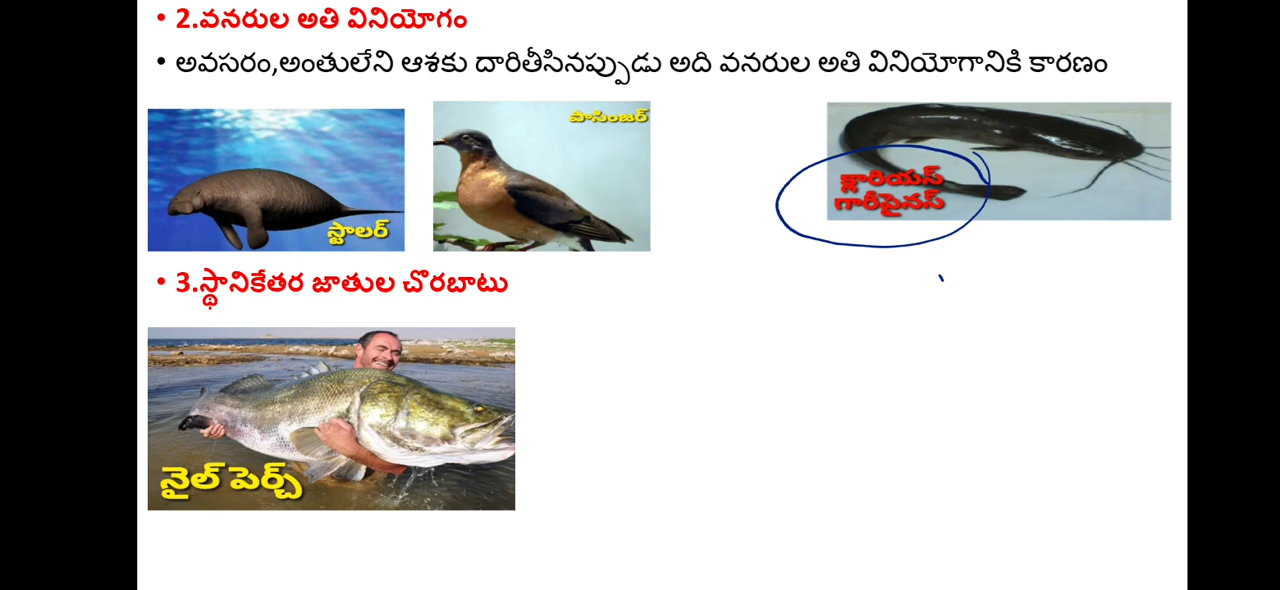 • 2.వనరుల అతి వినియోగం
• అవసరం,అంతులేని ఆశకు దారితీసినప్పుడు అది వనరుల అతి వినియోగానికి కారణం
స్టాలర్
పాసింజర్
క్లారియస్
గారీపైనస్
• 3.స్థానికేతర జాతుల చొరబాటు
నైల్ పెర్చ్